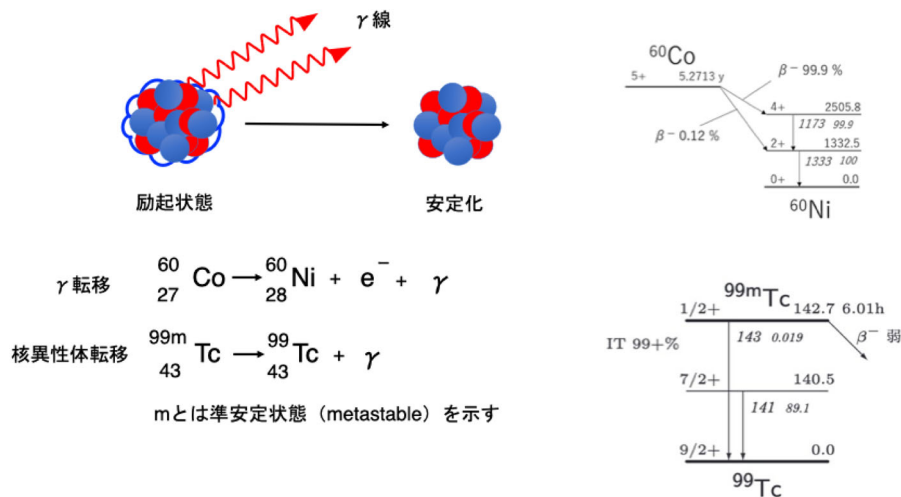 γ 線
励起状態
安定化
γ 転移 60 27 Co → 60 28 Ni + e− + γ
核異性体転移 99m 43 Tc → 99 43 Tc + γ
mとは準安定状態（metastable）を示す
60Co
5+ 5.2713 y
β− 99.9 %
β− 0.12 %
4+ 2505.8
1173 99.9
2+ 1332.5
1333 100
0+ 0.0
60Ni
99mTc
1/2+ 142.7 6.01h
IT 99+%
143 0.019
β− 弱
7/2+ 140.5
141 89.1
9/2+ 0.0
99Tc